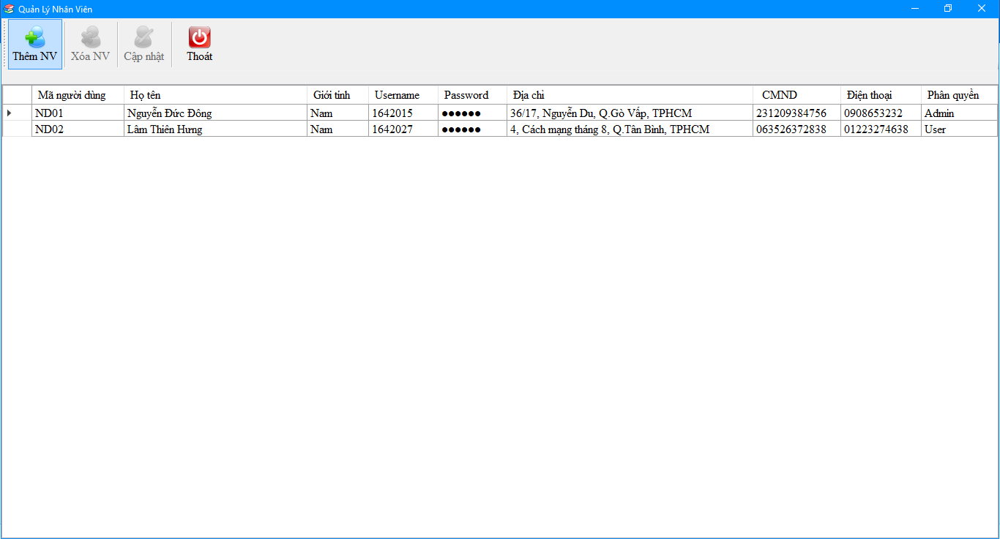 Quản Lý Nhân Viên
Thêm NV Xóa NV Cập nhật Thoát
Mã người dùng Họ tên Giới tính Username Password Địa chỉ CMND Điện thoại Phân quyền
ND01 Nguyễn Đức Đông Nam 1642015 ●●●●●● 36/17, Nguyễn Du, Q.Gò Vấp, TPHCM 231209384756 0908653232 Admin
ND02 Lâm Thiên Hưng Nam 1642027 ●●●●●● 4, Cách mạng tháng 8, Q.Tân Bình, TPHCM 063526372838 01223274638 User